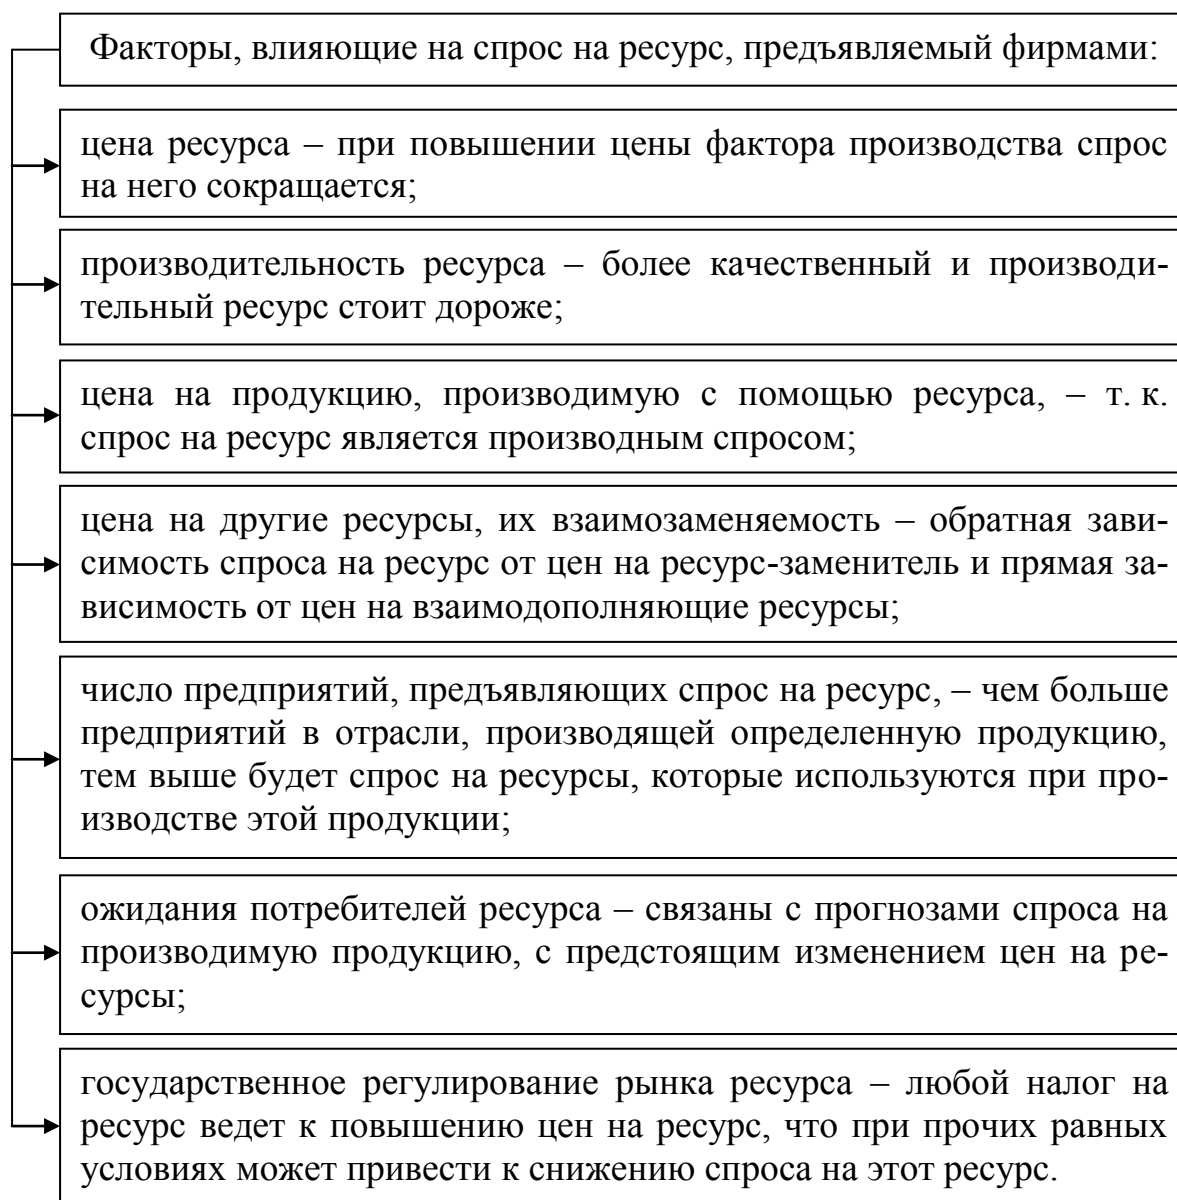 Факторы, влияющие на спрос на ресурс, предъявляемый фирмами:
цена ресурса – при повышении цены фактора производства спрос
на него сокращается;
производительность ресурса – более качественный и производи-
тельный ресурс стоит дороже;
цена на продукцию, производимую с помощью ресурса, – т. к.
спрос на ресурс является производным спросом;
цена на другие ресурсы, их взаимозаменяемость – обратная зави-
симость спроса на ресурс от цен на ресурс-заменитель и прямая за-
висимость от цен на взаимодополняющие ресурсы;
число предприятий, предъявляющих спрос на ресурс, – чем больше
предприятий в отрасли, производящей определенную продукцию,
тем выше будет спрос на ресурсы, которые используются при про-
изводстве этой продукции;
ожидания потребителей ресурса – связаны с прогнозами спроса на
производимую продукцию, с предстоящим изменением цен на ре-
сурсы;
государственное регулирование рынка ресурса – любой налог на
ресурс ведет к повышению цен на ресурс, что при прочих равных
условиях может привести к снижению спроса на этот ресурс.